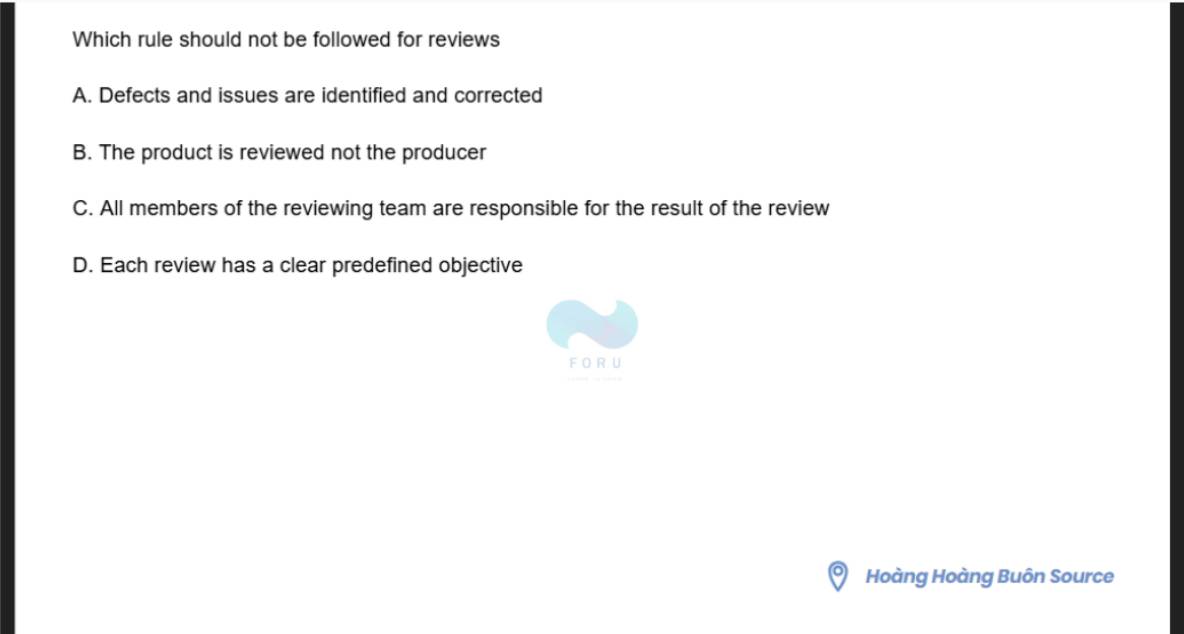 Which rule should not be followed for reviews
A. Defects and issues are identified and corrected
B. The product is reviewed not the producer
C. All members of the reviewing team are responsible for the result of the review
D. Each review has a clear predefined objective
FORU
Hoàng Hoàng Buôn Source